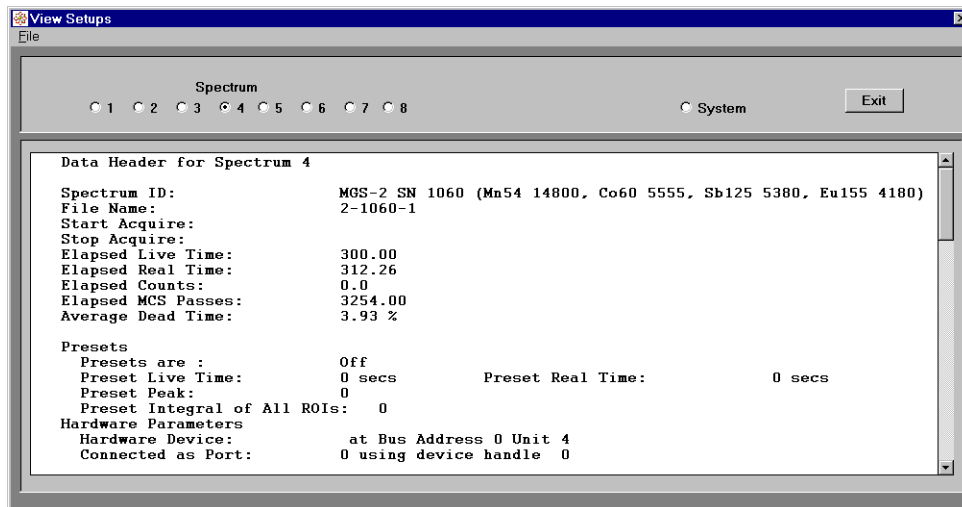 View Setups
File
Spectrum
1 2 3 4 5 6 7 8 System Exit
Data Header for Spectrum 4
Spectrum ID: MGS-2 SN 1060 (Mn54 14800, Co60 5555, Sb125 5380, Eu155 4180)
File Name: 2-1060-1
Start Acquire:
Stop Acquire:
Elapsed Live Time: 300.00
Elapsed Real Time: 312.26
Elapsed Counts: 0.0
Elapsed MCS Passes: 3254.00
Average Dead Time: 3.93 %
Presets
Presets are : Off
Preset Live Time: 0 secs Preset Real Time: 0 secs
Preset Peak: 0
Preset Integral of All ROIs: 0
Hardware Parameters
Hardware Device: at Bus Address 0 Unit 4
Connected as Port: 0 using device handle 0